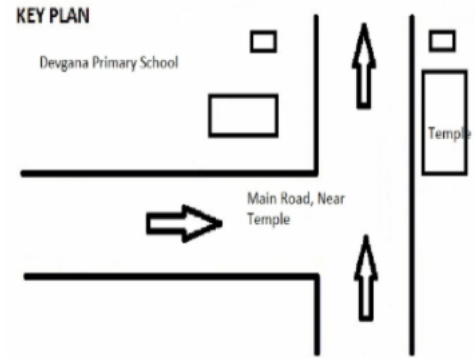 KEY PLAN
Devgana Primary School
Temple
Main Road, Near
Temple